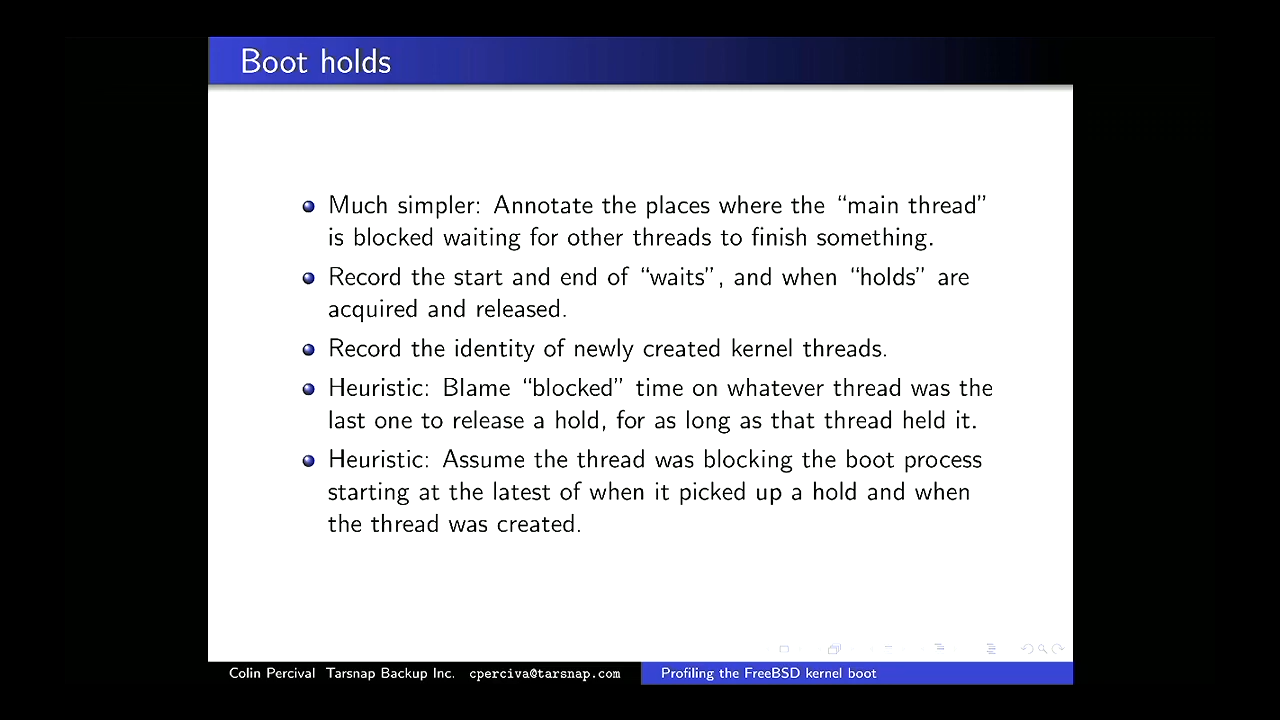 Boot holds
Much simpler: Annotate the places where the “main thread”
is blocked waiting for other threads to finish something.
Record the start and end of “waits”, and when “holds” are
acquired and released.
Record the identity of newly created kernel threads.
Heuristic: Blame “blocked” time on whatever thread was the
last one to release a hold, for as long as that thread held it.
Heuristic: Assume the thread was blocking the boot process
starting at the latest of when it picked up a hold and when
the thread was created.
Colin Percival Tarsnap Backup Inc. cperciva@tarsnap.com
Profiling the FreeBSD kernel boot